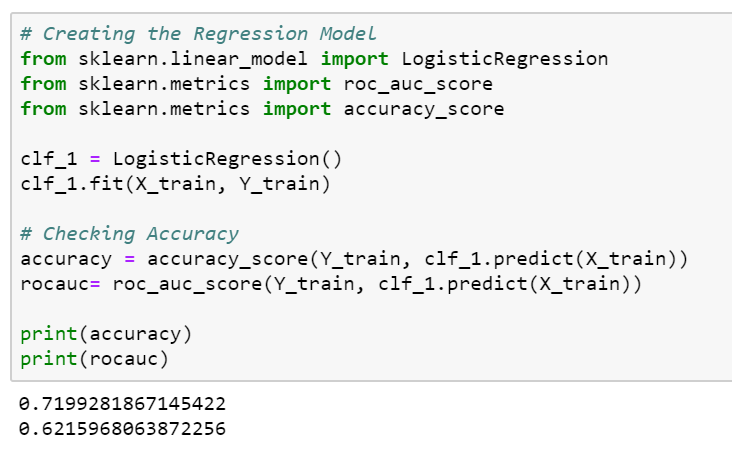 # Creating the Regression Model
from sklearn.linear_model import LogisticRegression
from sklearn.metrics import roc_auc_score
from sklearn.metrics import accuracy_score
clf_1 = LogisticRegression()
clf_1.fit(X_train, Y_train)
# Checking Accuracy
accuracy = accuracy_score(Y_train, clf_1.predict(X_train))
rocauc= roc_auc_score(Y_train, clf_1.predict(X_train))
print(accuracy)
print(rocauc)
0.7199281867145422
0.6215968063872256